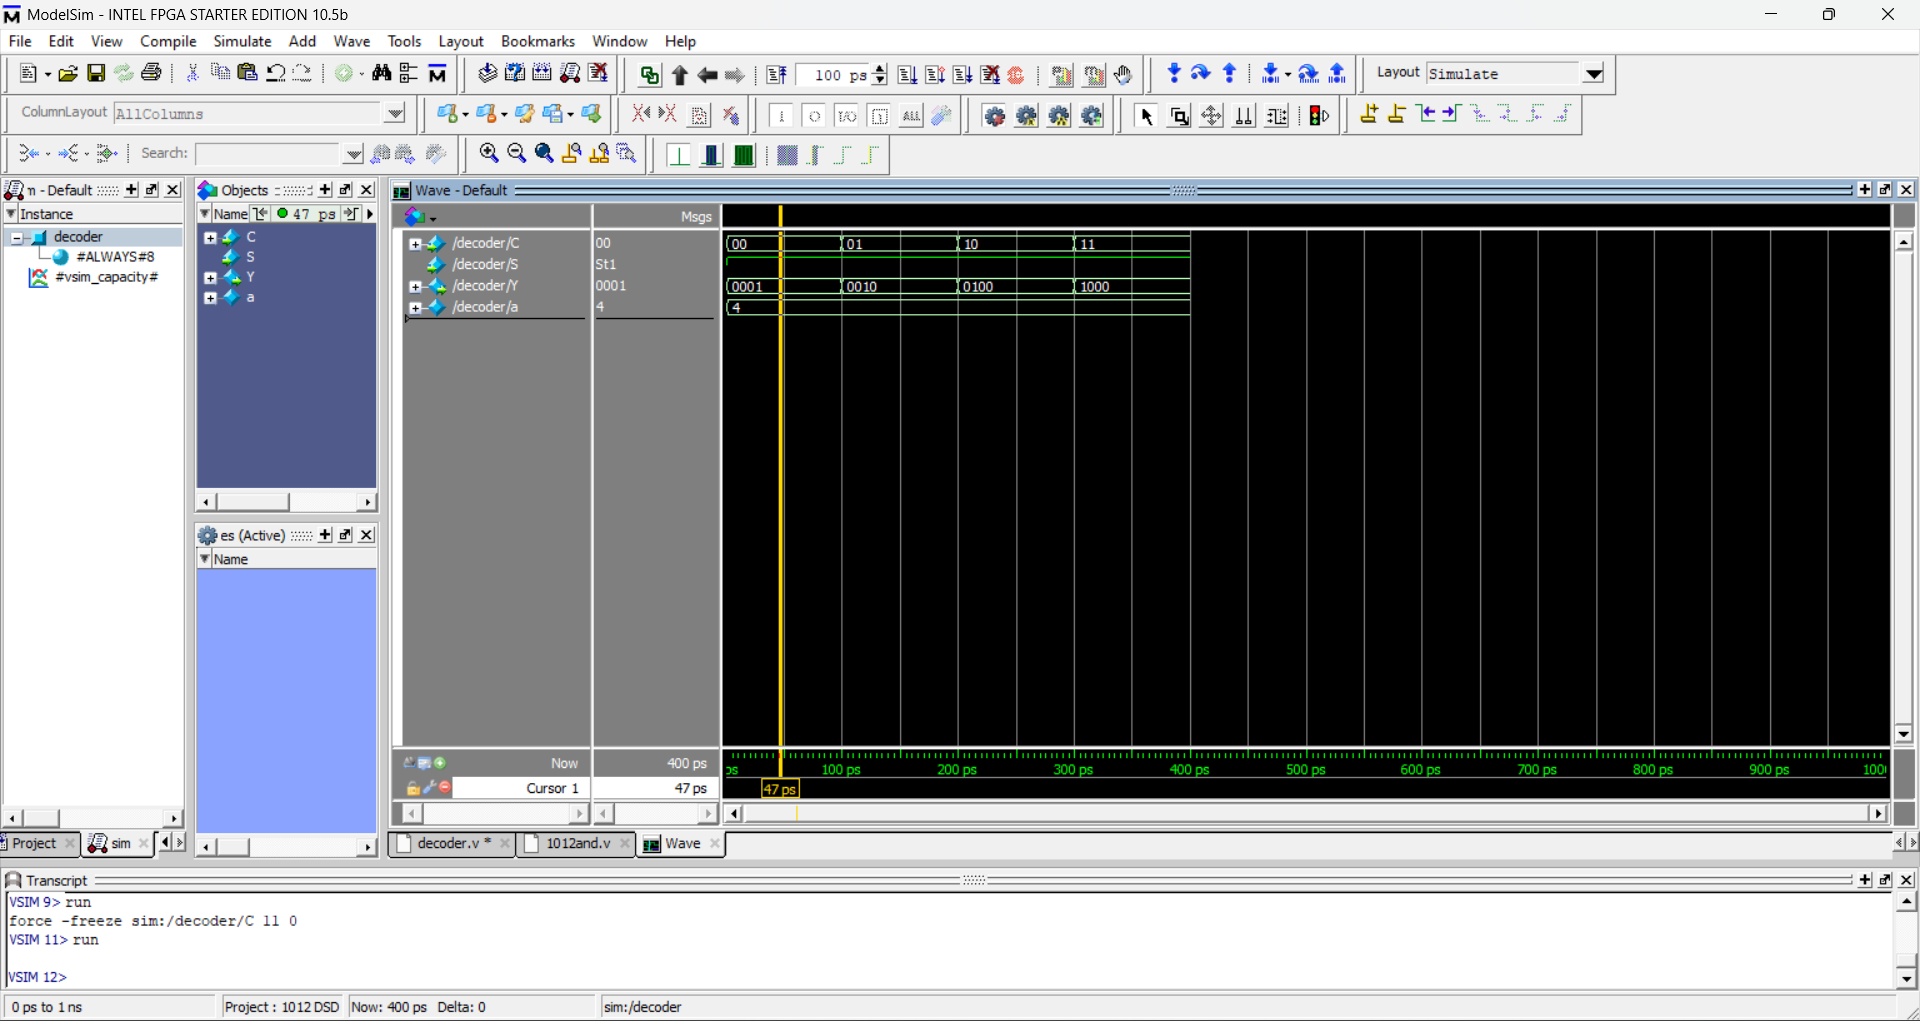 ModelSim - INTEL FPGA STARTER EDITION 10.5b
File Edit View Compile Simulate Add Wave Tools Layout Bookmarks Window Help
100 ps
Layout Simulate
ColumnLayout AllColumns
ALL
Search:
- Default
Objects
Wave - Default
Instance
Name
47 ps
Msgs
decoder
#ALWAYS#8
#vsim_capacity#
C
S
Y
a
/decoder/C 00 00 01 10 11
/decoder/S St1
/decoder/Y 0001 0001 0010 0100 1000
/decoder/a 4 4
es (Active)
Name
Now 400 ps
ps 100 ps 200 ps 300 ps 400 ps 500 ps 600 ps 700 ps 800 ps 900 ps 100
Cursor 1 47 ps
47 ps
Project sim
decoder.v * 1012and.v Wave
Transcript
VSIM 9> run
force -freeze sim:/decoder/C 11 0
VSIM 11> run
VSIM 12>
0 ps to 1 ns
Project : 1012 DSD
Now: 400 ps Delta: 0
sim:/decoder